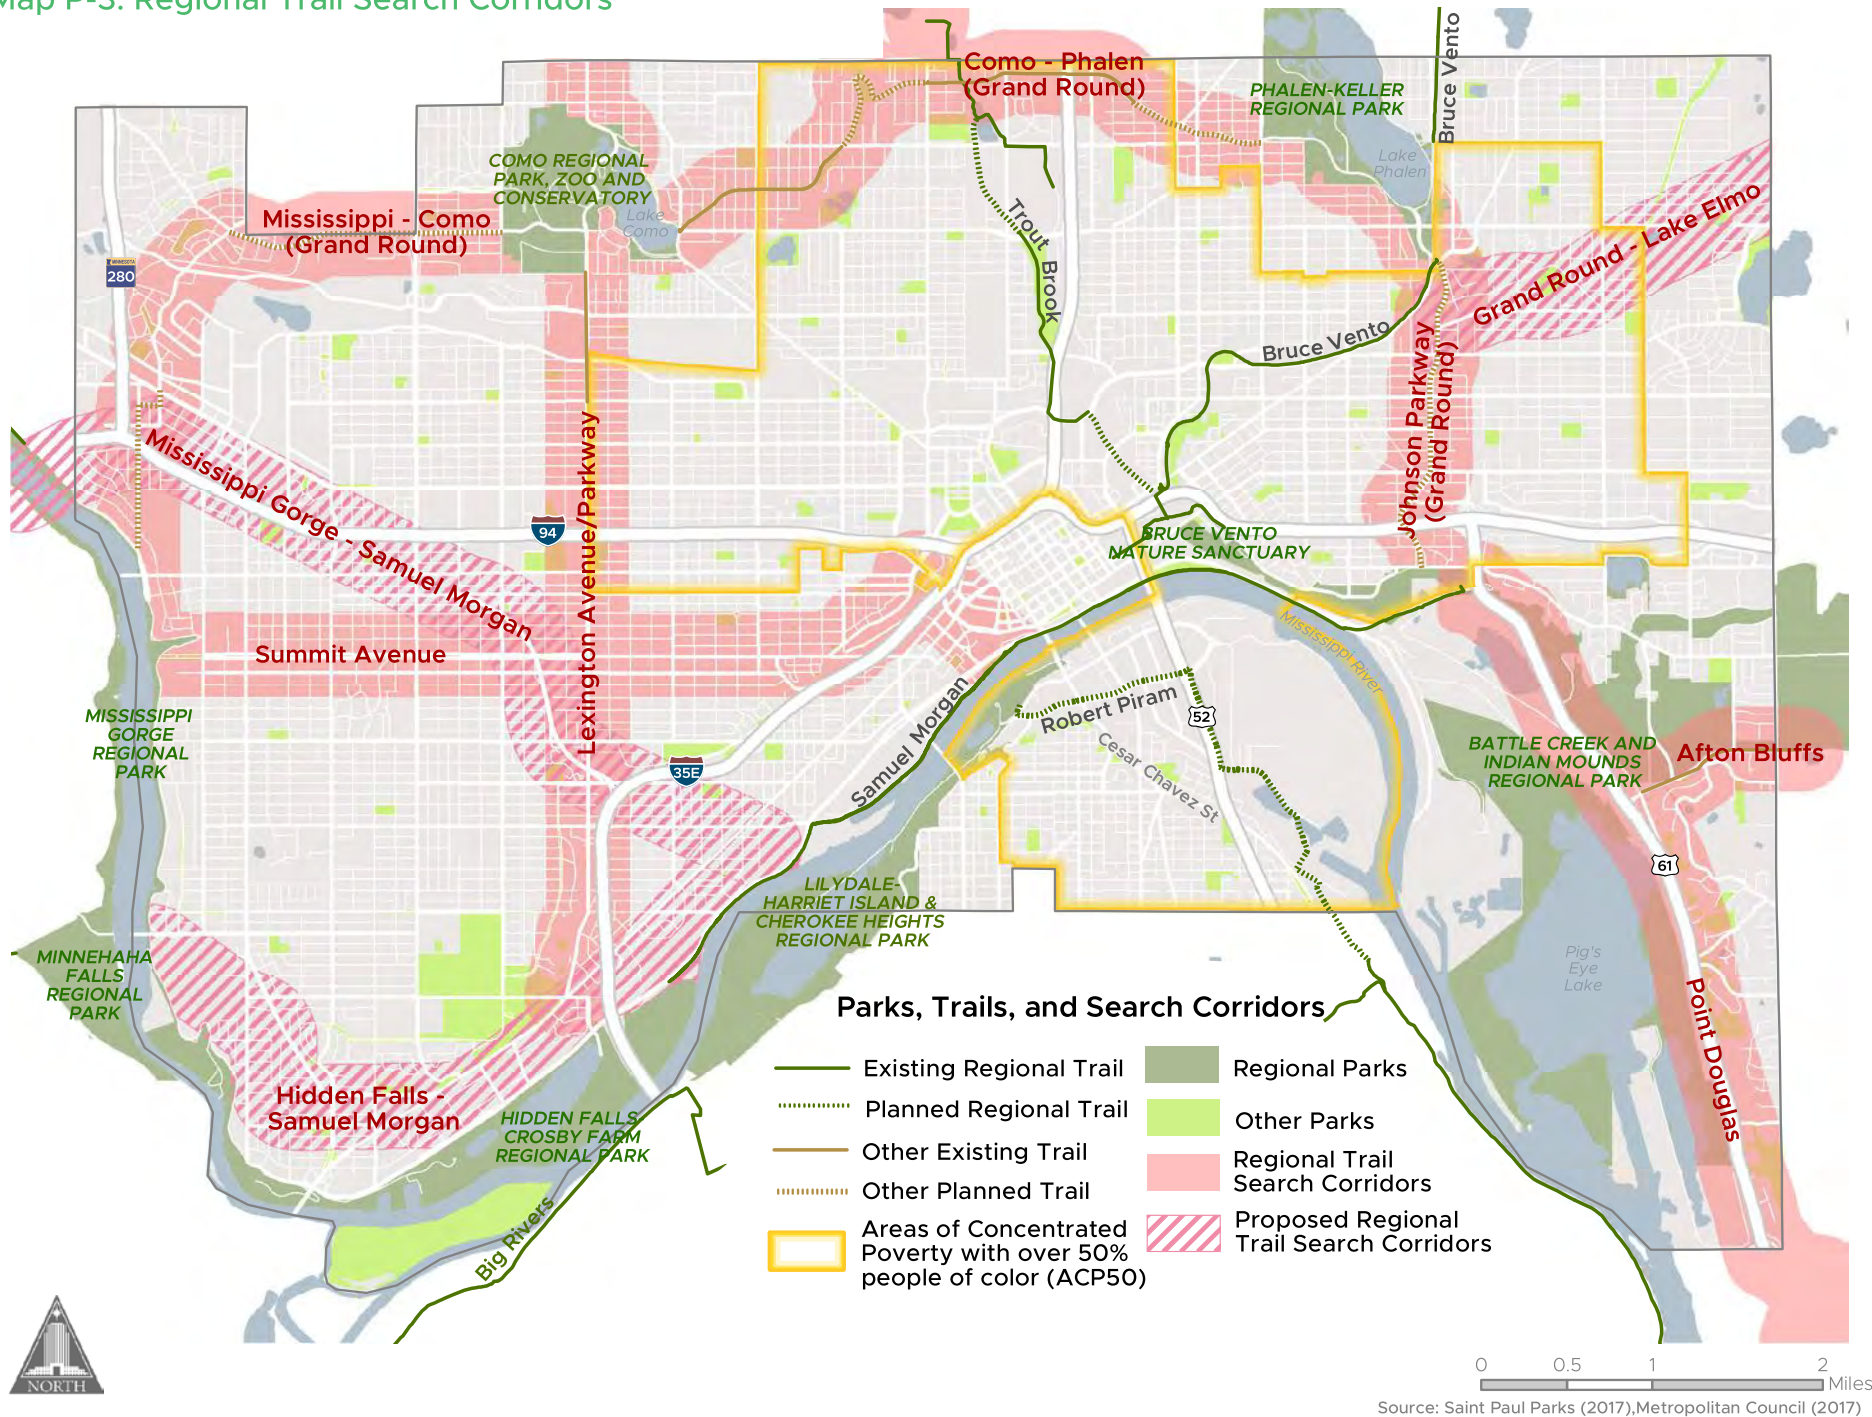 Map P-3: Regional Trail Search Corridors
Como - Phalen
(Grand Round)
Bruce Vento
PHALEN-KELLER
REGIONAL PARK
COMO REGIONAL
PARK, ZOO AND
CONSERVATORY
Lake
Como
Lake
Phalen
Mississippi - Como
(Grand Round)
MINNESOTA
280
Trout Brook
Grand Round - Lake Elmo
Bruce Vento
Johnson Parkway
(Grand Round)
Mississippi Gorge - Samuel Morgan
Lexington Avenue/Parkway
94
BRUCE VENTO
NATURE SANCTUARY
Summit Avenue
Mississippi River
MISSISSIPPI
GORGE
REGIONAL
PARK
Samuel Morgan
Robert Piram
52
Cesar Chavez St
35E
BATTLE CREEK AND
INDIAN MOUNDS
REGIONAL PARK
Afton Bluffs
61
LILYDALE-
HARRIET ISLAND &
CHEROKEE HEIGHTS
REGIONAL PARK
MINNEHAHA
FALLS
REGIONAL
PARK
Pig's
Eye
Lake
Point Douglas
Hidden Falls -
Samuel Morgan
HIDDEN FALLS
CROSBY FARM
REGIONAL PARK
Big Rivers
Parks, Trails, and Search Corridors
Existing Regional Trail
Planned Regional Trail
Other Existing Trail
Other Planned Trail
Areas of Concentrated
Poverty with over 50%
people of color (ACP50)
Regional Parks
Other Parks
Regional Trail
Search Corridors
Proposed Regional
Trail Search Corridors
NORTH
0 0.5 1 2
Miles
Source: Saint Paul Parks (2017),Metropolitan Council (2017)